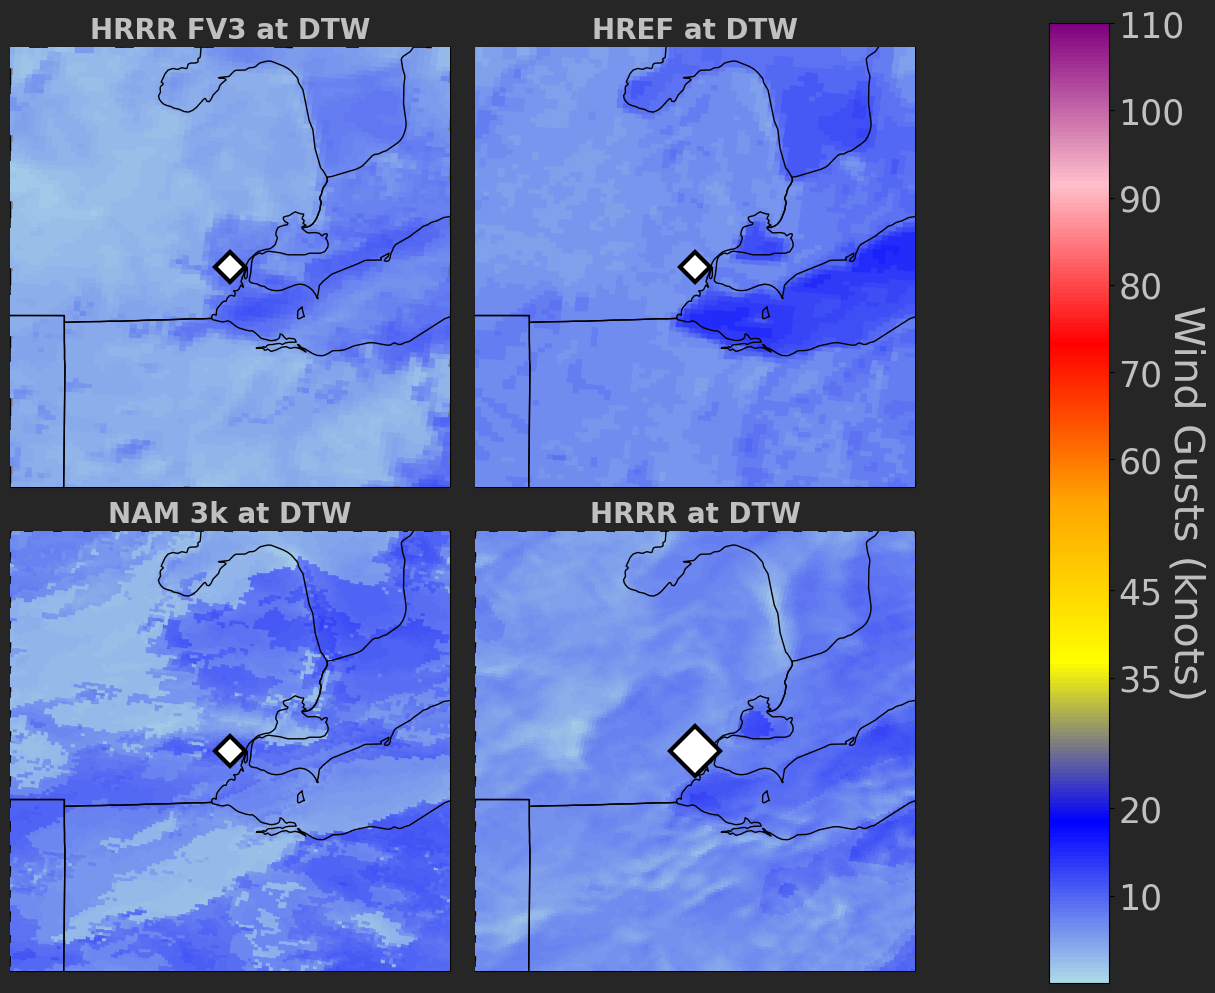 HRRR FV3 at DTW
HREF at DTW
NAM 3k at DTW
HRRR at DTW
110
100
90
80
70
60
45
35
20
10
Wind Gusts (knots)